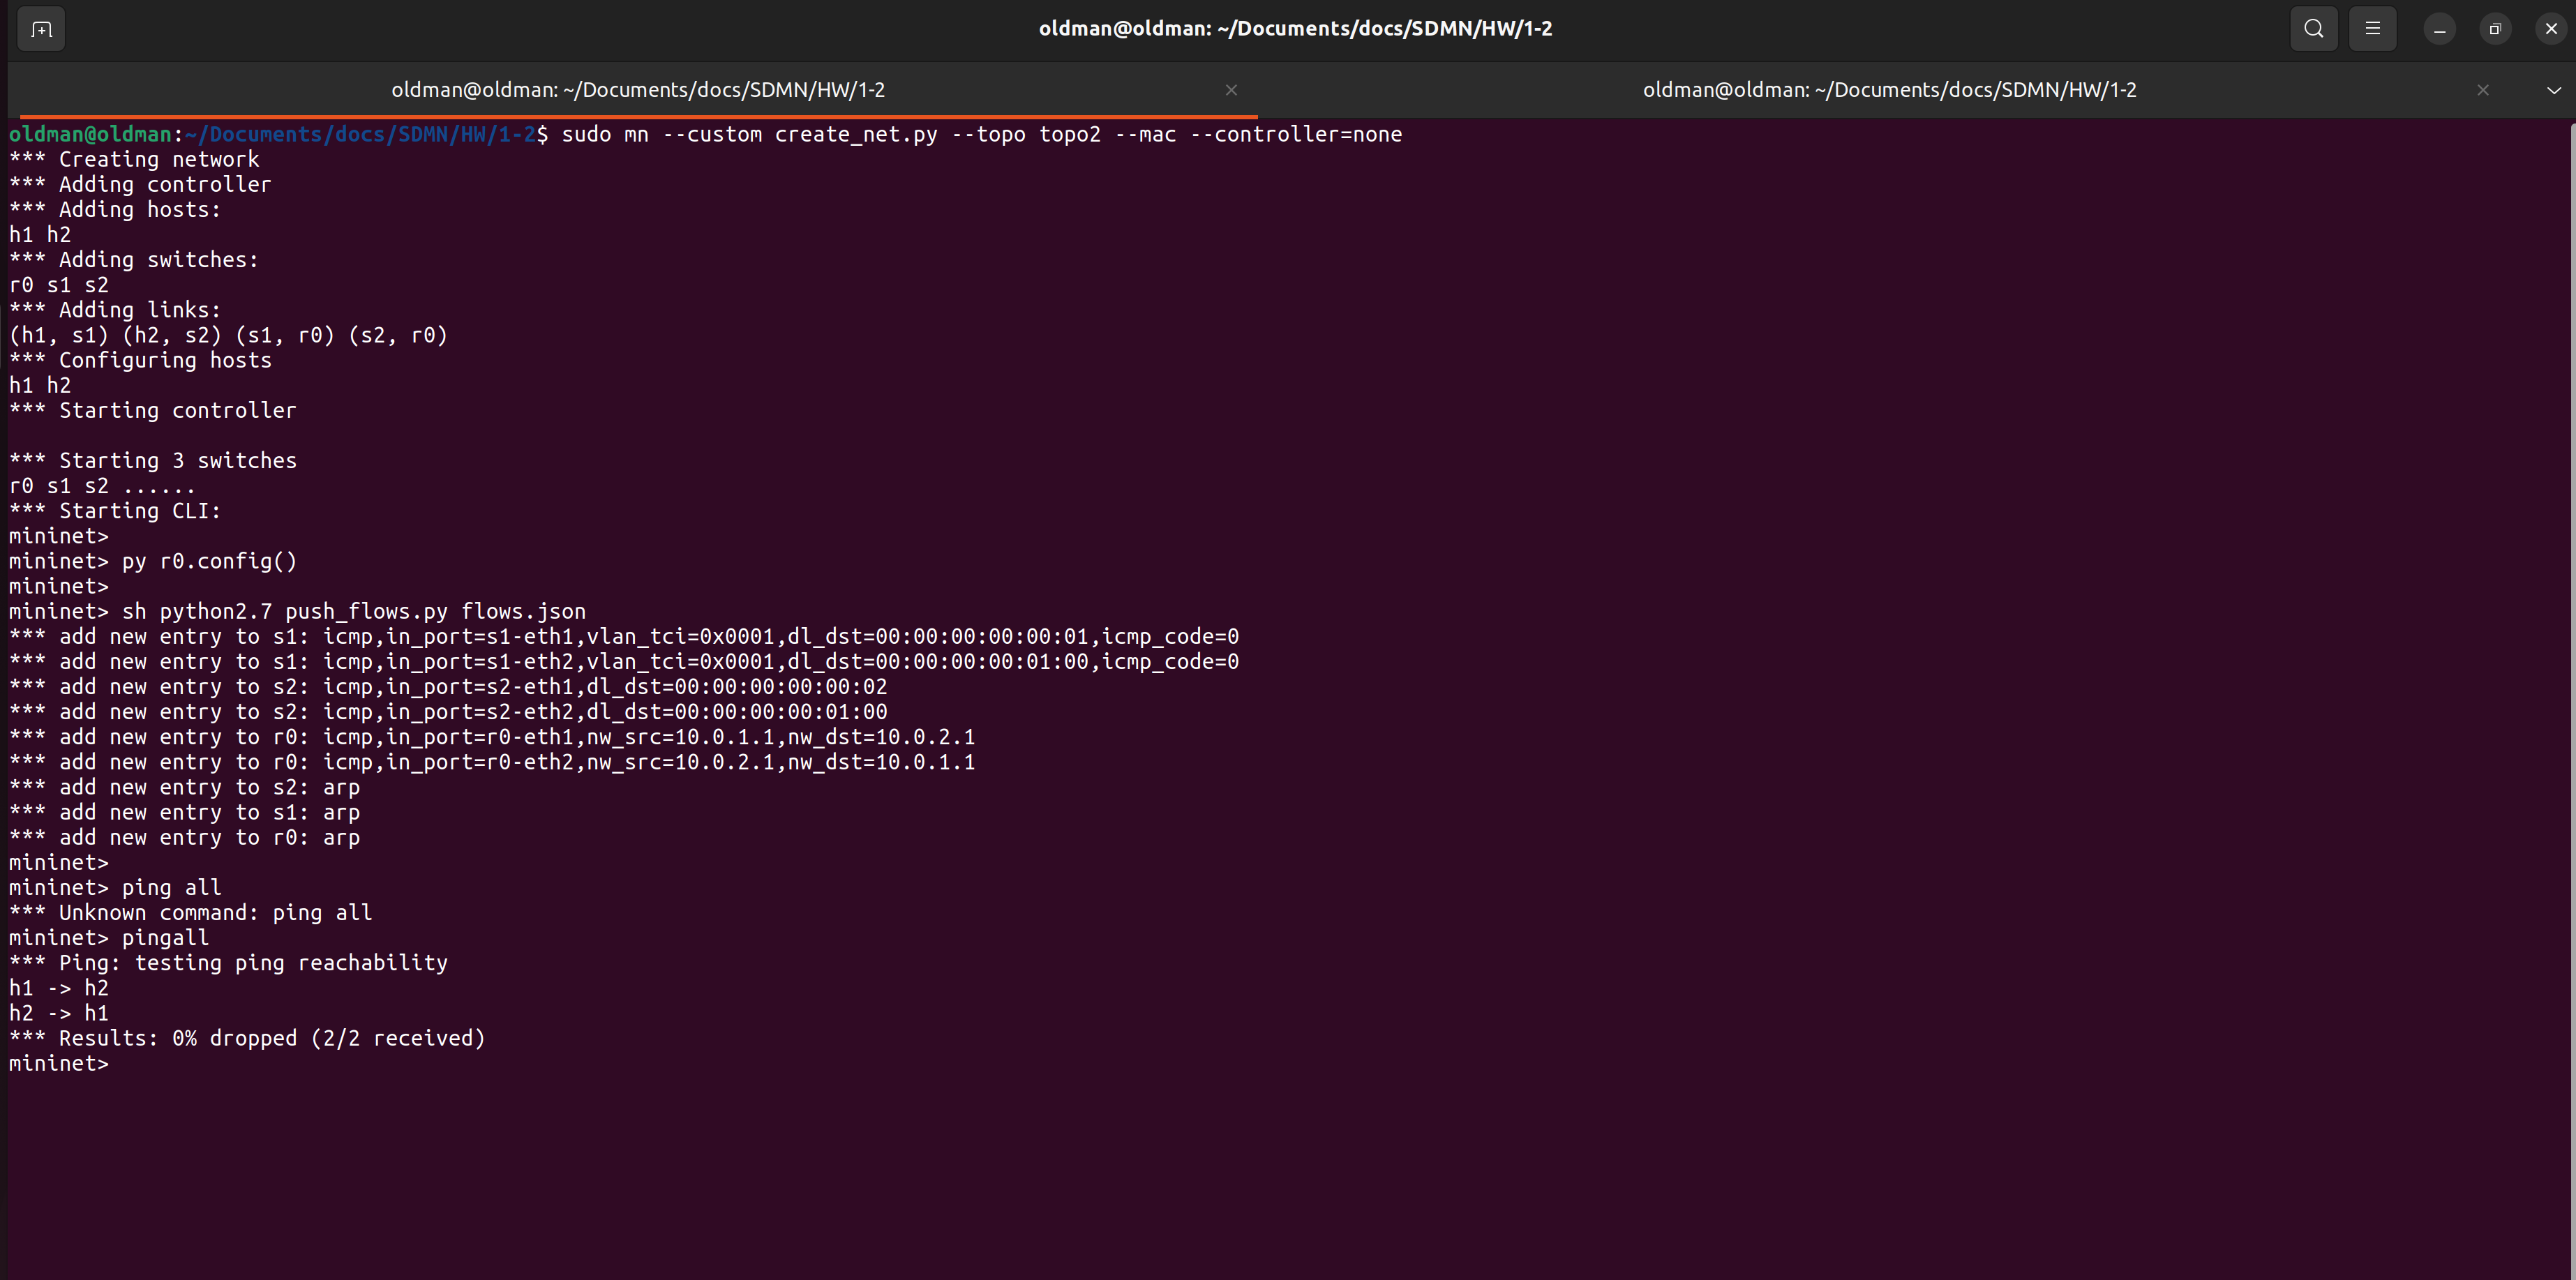 oldman@oldman: ~/Documents/docs/SDMN/HW/1-2
oldman@oldman: ~/Documents/docs/SDMN/HW/1-2
oldman@oldman: ~/Documents/docs/SDMN/HW/1-2
oldman@oldman:~/Documents/docs/SDMN/HW/1-2$ sudo mn --custom create_net.py --topo topo2 --mac --controller=none
*** Creating network
*** Adding controller
*** Adding hosts:
h1 h2
*** Adding switches:
r0 s1 s2
*** Adding links:
(h1, s1) (h2, s2) (s1, r0) (s2, r0)
*** Configuring hosts
h1 h2
*** Starting controller
*** Starting 3 switches
r0 s1 s2 ......
*** Starting CLI:
mininet>
mininet> py r0.config()
mininet>
mininet> sh python2.7 push_flows.py flows.json
*** add new entry to s1: icmp,in_port=s1-eth1,vlan_tci=0x0001,dl_dst=00:00:00:00:00:01,icmp_code=0
*** add new entry to s1: icmp,in_port=s1-eth2,vlan_tci=0x0001,dl_dst=00:00:00:00:01:00,icmp_code=0
*** add new entry to s2: icmp,in_port=s2-eth1,dl_dst=00:00:00:00:00:02
*** add new entry to s2: icmp,in_port=s2-eth2,dl_dst=00:00:00:00:01:00
*** add new entry to r0: icmp,in_port=r0-eth1,nw_src=10.0.1.1,nw_dst=10.0.2.1
*** add new entry to r0: icmp,in_port=r0-eth2,nw_src=10.0.2.1,nw_dst=10.0.1.1
*** add new entry to s2: arp
*** add new entry to s1: arp
*** add new entry to r0: arp
mininet>
mininet> ping all
*** Unknown command: ping all
mininet> pingall
*** Ping: testing ping reachability
h1 -> h2
h2 -> h1
*** Results: 0% dropped (2/2 received)
mininet>